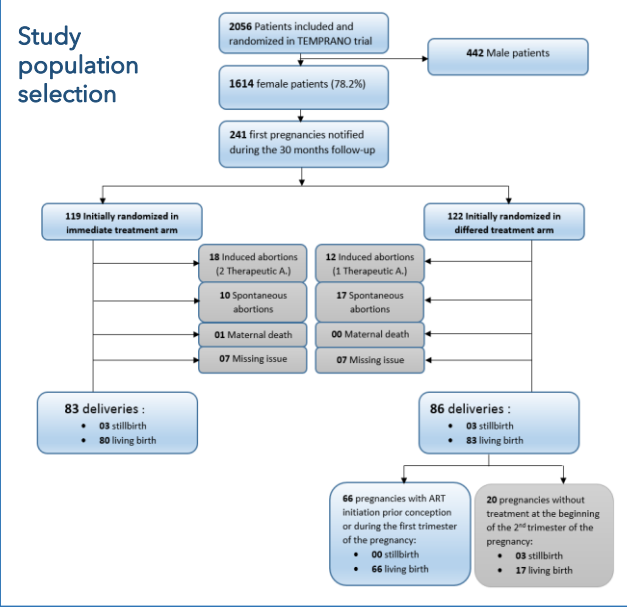 Study
population
selection
2056 Patients included and
randomized in TEMPRANO trial
442 Male patients
1614 female patients (78.2%)
241 first pregnancies notified
during the 30 months follow-up
119 Initially randomized in
immediate treatment arm
122 Initially randomized in
differed treatment arm
18 Induced abortions
(2 Therapeutic A.)
12 Induced abortions
(1 Therapeutic A.)
10 Spontaneous
abortions
17 Spontaneous
abortions
01 Maternal death
00 Maternal death
07 Missing issue
07 Missing issue
83 deliveries :
• 03 stillbirth
• 80 living birth
86 deliveries :
• 03 stillbirth
• 83 living birth
66 pregnancies with ART
initiation prior conception
or during the first trimester
of the pregnancy:
• 00 stillbirth
• 66 living birth
20 pregnancies without
treatment at the beginning
of the 2nd trimester of the
pregnancy:
• 03 stillbirth
• 17 living birth